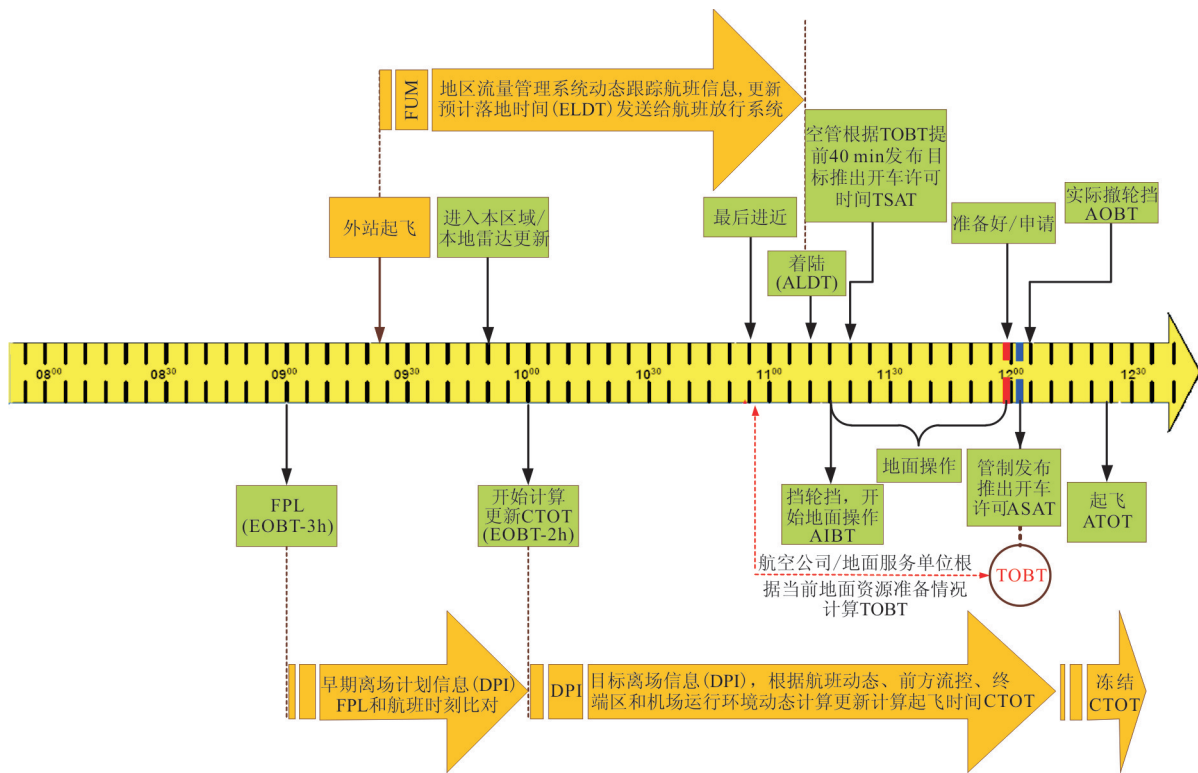 FUM
地区流量管理系统动态跟踪航班信息,更新
预计落地时间(ELDT)发送给航班放行系统
空管根据TOBT提
前40 min发布目
标推出开车许可
时间TSAT
外站起飞
进入本区域/
本地雷达更新
最后进近
着陆
(ALDT)
准备好/申请
实际撤轮挡
AOBT
08⁰⁰
08³⁰
09⁰⁰
09³⁰
10⁰⁰
10³⁰
11⁰⁰
11³⁰
12⁰⁰
12³⁰
FPL
(EOBT-3h)
开始计算
更新CTOT
(EOBT-2h)
挡轮挡，开
始地面操作
AIBT
地面操作
管制发布
推出开车
许可ASAT
起飞
ATOT
航空公司/地面服务单位根
据当前地面资源准备情况
计算TOBT
TOBT
早期离场计划信息(DPI)
FPL和航班时刻比对
DPI
目标离场信息(DPI)，根据航班动态、前方流控、终
端区和机场运行环境动态计算更新计算起飞时间CTOT
冻结
CTOT